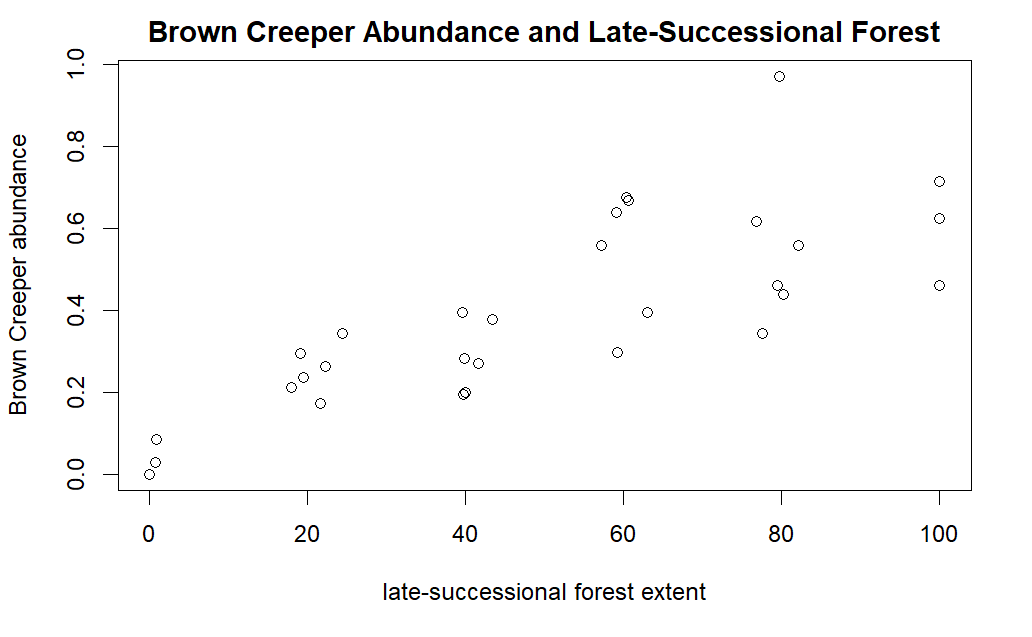 Brown Creeper Abundance and Late-Successional Forest
Brown Creeper abundance
1.0
0.8
0.6
0.4
0.2
0.0
0 20 40 60 80 100
late-successional forest extent